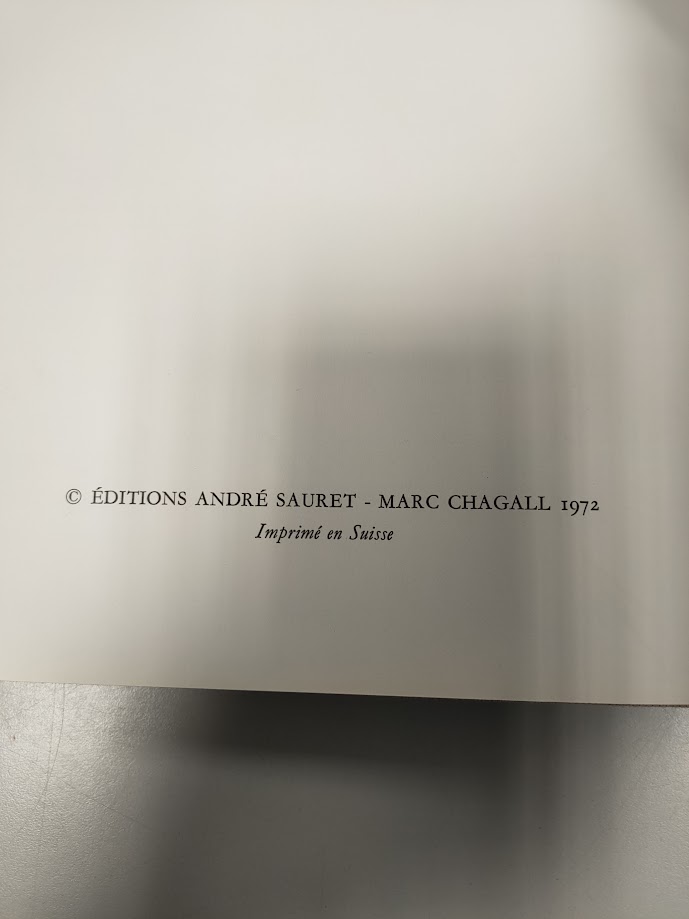 © ÉDITIONS ANDRÉ SAURET - MARC CHAGALL 1972
Imprimé en Suisse